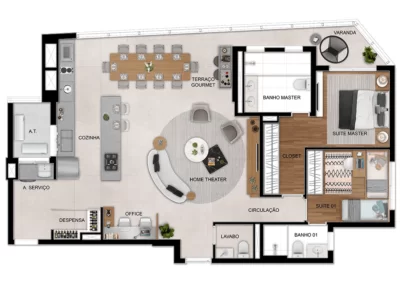 VARANDA
TERRAÇO
GOURMET
BANHO MASTER
A.T.
COZINHA
SUÍTE MASTER
CLOSET
HOME THEATER
A. SERVIÇO
SUÍTE 01
CIRCULAÇÃO
OFFICE
DESPENSA
LAVABO
BANHO 01